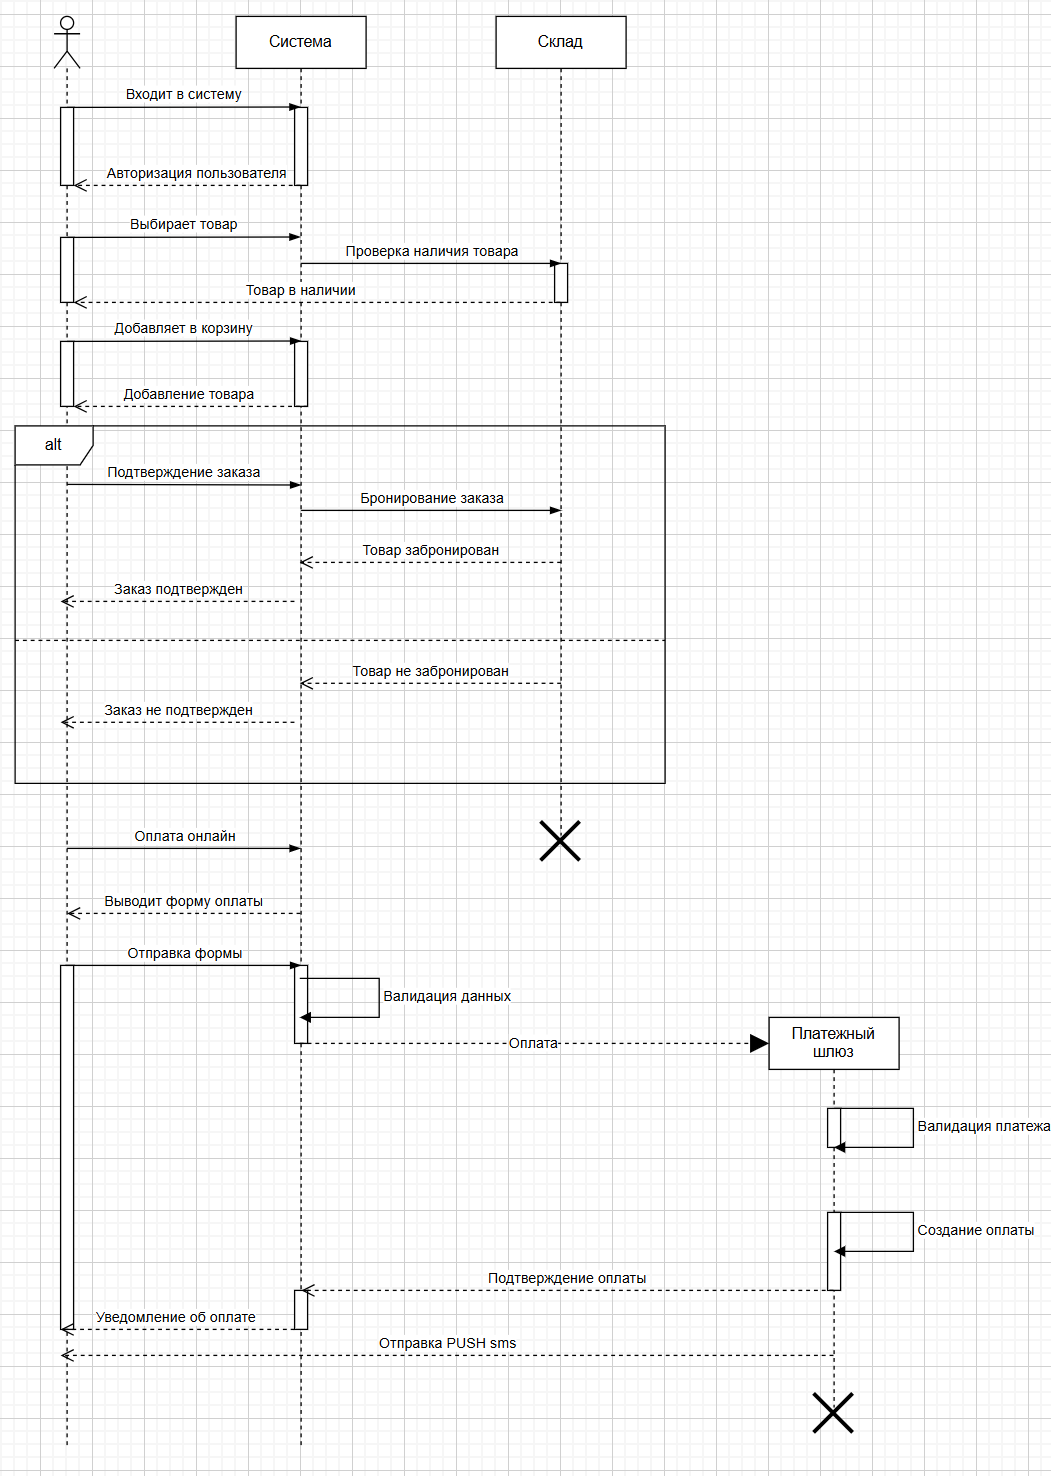 Система
Склад
Входит в систему
Авторизация пользователя
Выбирает товар
Проверка наличия товара
Товар в наличии
Добавляет в корзину
Добавление товара
alt
Подтверждение заказа
Бронирование заказа
Товар забронирован
Заказ подтвержден
Товар не забронирован
Заказ не подтвержден
Оплата онлайн
Выводит форму оплаты
Отправка формы
Валидация данных
Оплата
Платежный
шлюз
Валидация платежа
Создание оплаты
Подтверждение оплаты
Уведомление об оплате
Отправка PUSH sms